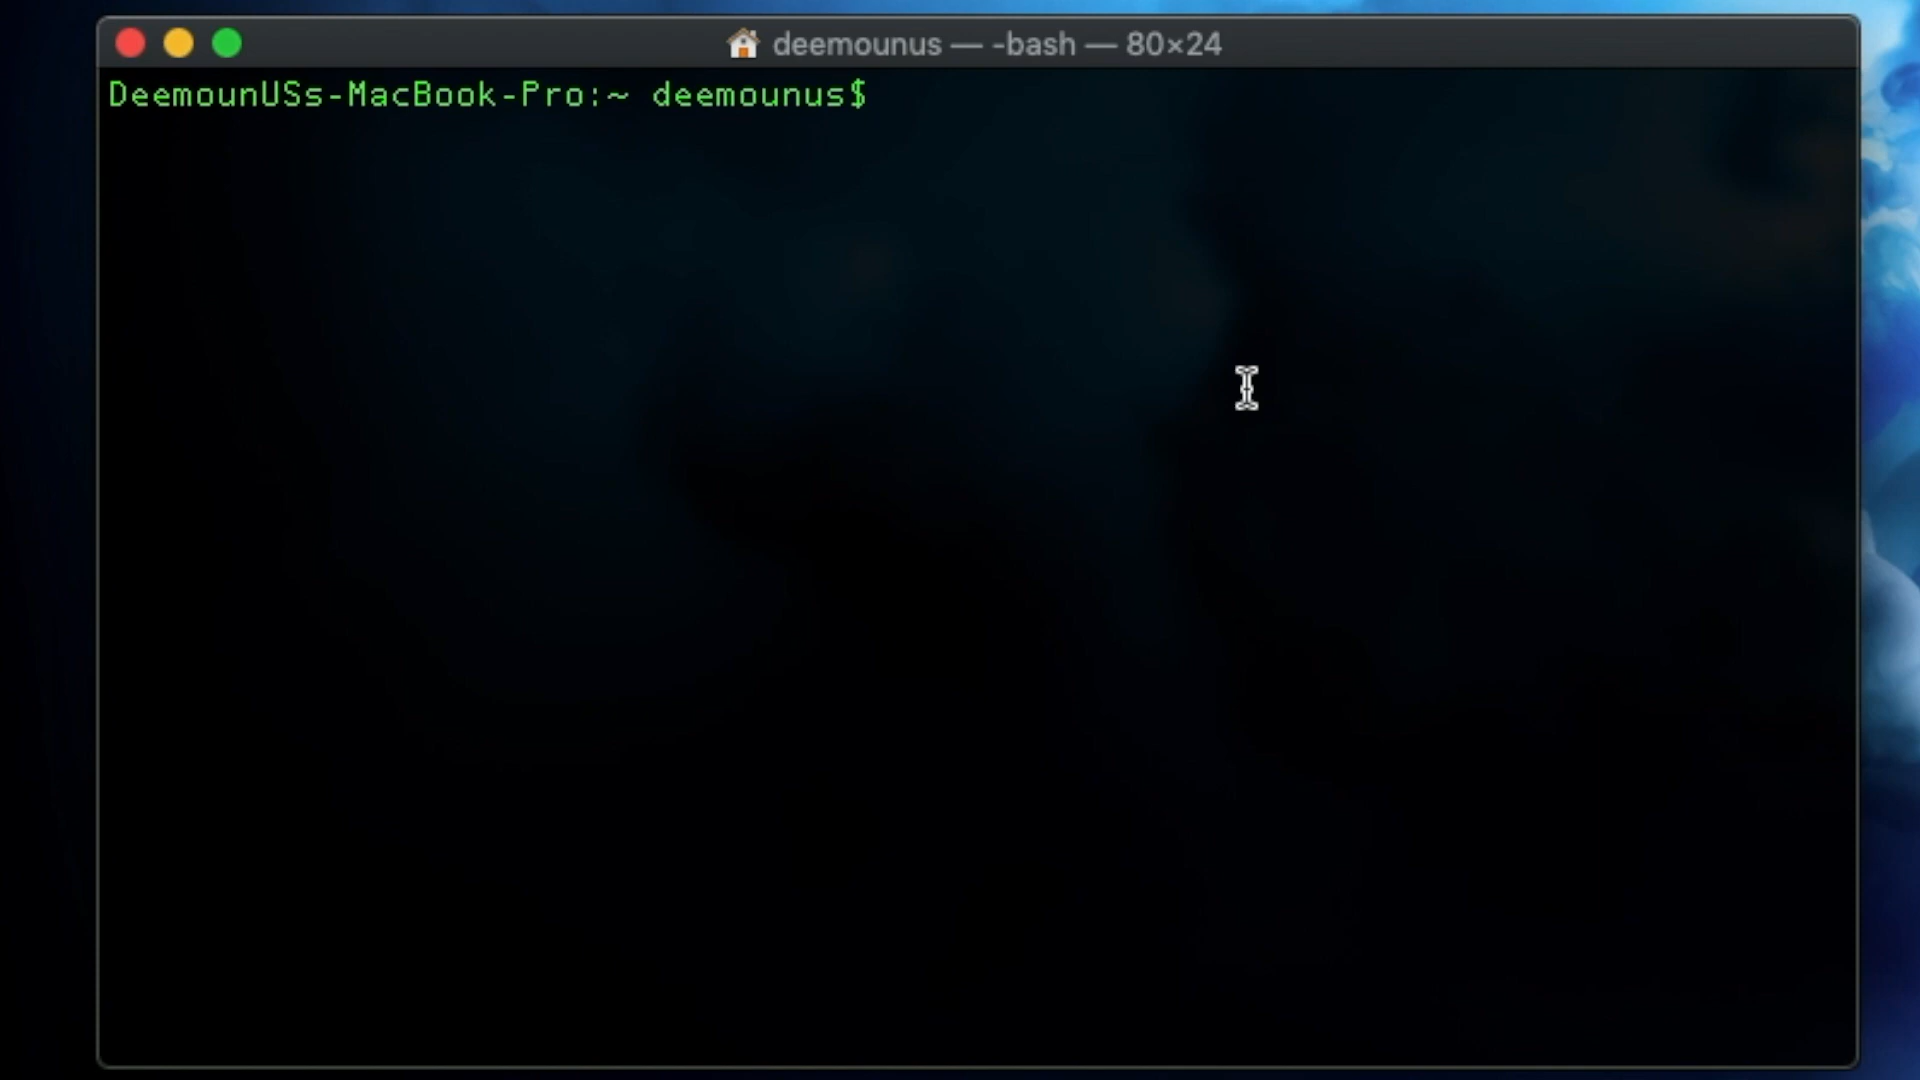 deemounus — -bash — 80×24
DeemounUSs-MacBook-Pro:~ deemounus$